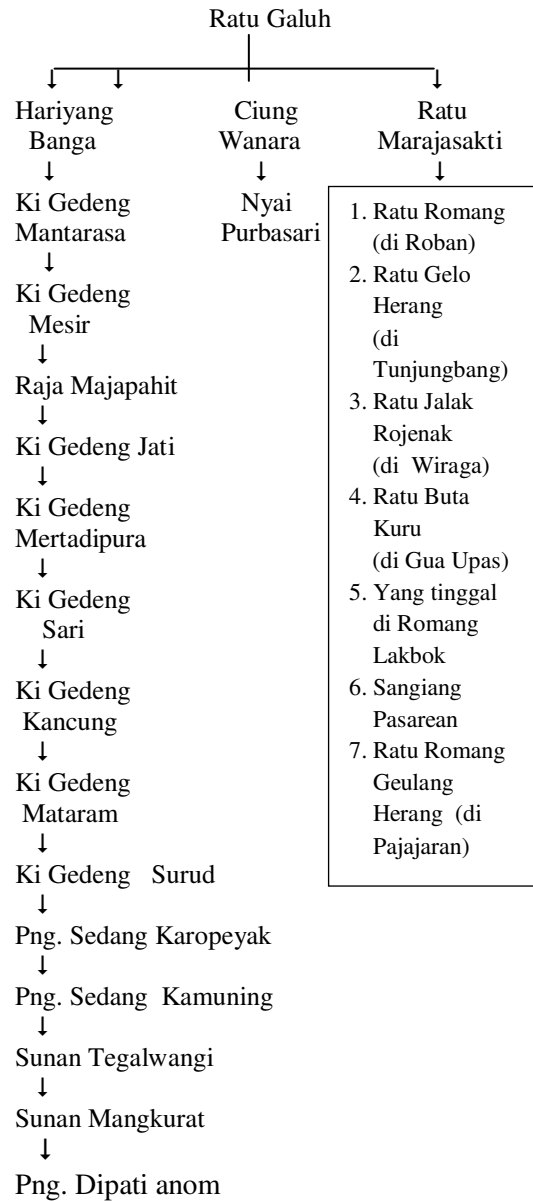 Ratu Galuh
Hariyang
Banga
Ki Gedeng
Mantarasa
Ki Gedeng
Mesir
Raja Majapahit
Ki Gedeng Jati
Ki Gedeng
Mertadipura
Ki Gedeng
Sari
Ki Gedeng
Kancung
Ki Gedeng
Mataram
Ki Gedeng Surud
Png. Sedang Karopeyak
Png. Sedang Kamuning
Sunan Tegalwangi
Sunan Mangkurat
Png. Dipati anom
Ciung
Wanara
Nyai
Purbasari
Ratu
Marajasakti
1. Ratu Romang
(di Roban)
2. Ratu Gelo
Herang
(di
Tunjungbang)
3. Ratu Jalak
Rojenak
(di Wiraga)
4. Ratu Buta
Kuru
(di Gua Upas)
5. Yang tinggal
di Romang
Lakbok
6. Sangiang
Pasarean
7. Ratu Romang
Geulang
Herang (di
Pajajaran)